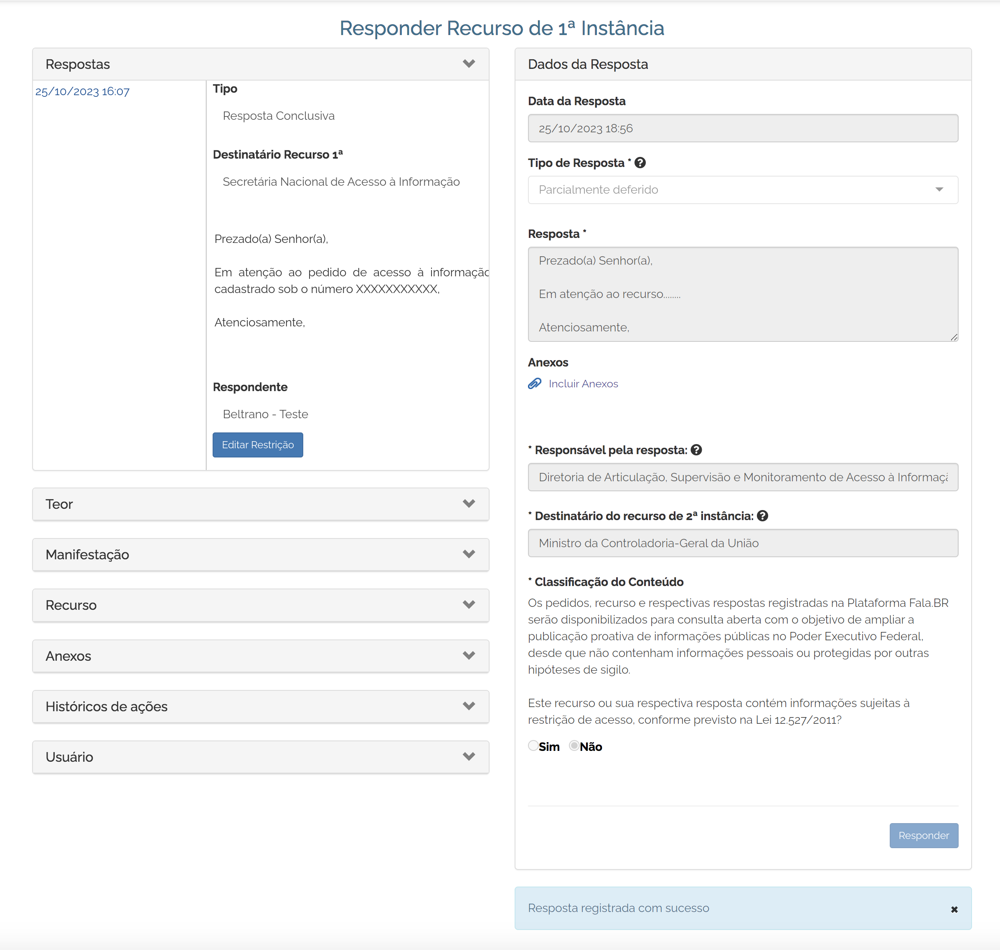 Responder Recurso de 1ª Instância
Respostas
25/10/2023 16:07
Tipo
Resposta Conclusiva
Destinatário Recurso 1ª
Secretária Nacional de Acesso à Informação
Prezado(a) Senhor(a),
Em atenção ao pedido de acesso à informação
cadastrado sob o número XXXXXXXXXXX,
Atenciosamente,
Respondente
Beltrano - Teste
Editar Restrição
Teor
Manifestação
Recurso
Anexos
Históricos de ações
Usuário
Dados da Resposta
Data da Resposta
25/10/2023 18:56
Tipo de Resposta *
Parcialmente deferido
Resposta *
Prezado(a) Senhor(a),
Em atenção ao recurso........
Atenciosamente,
Anexos
Incluir Anexos
* Responsável pela resposta:
Diretoria de Articulação, Supervisão e Monitoramento de Acesso à Informaçã
* Destinatário do recurso de 2ª instância:
Ministro da Controladoria-Geral da União
* Classificação do Conteúdo
Os pedidos, recurso e respectivas respostas registradas na Plataforma Fala.BR
serão disponibilizados para consulta aberta com o objetivo de ampliar a
publicação proativa de informações públicas no Poder Executivo Federal,
desde que não contenham informações pessoais ou protegidas por outras
hipóteses de sigilo.
Este recurso ou sua respectiva resposta contém informações sujeitas à
restrição de acesso, conforme previsto na Lei 12.527/2011?
Sim Não
Responder
Resposta registrada com sucesso